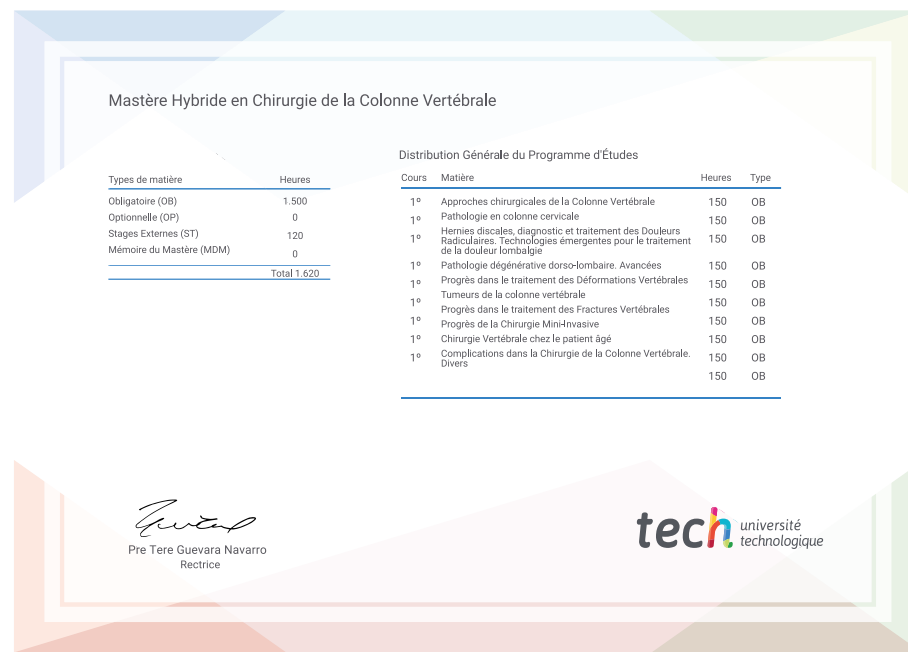 Mastère Hybride en Chirurgie de la Colonne Vertébrale
Types de matière Heures
Obligatoire (OB) 1.500
Optionnelle (OP) 0
Stages Externes (ST) 120
Mémoire du Mastère (MDM) 0
Total 1.620
Distribution Générale du Programme d'Études
Cours Matière Heures Type
1º Approches chirurgicales de la Colonne Vertébrale 150 OB
1º Pathologie en colonne cervicale 150 OB
Hernies discales, diagnostic et traitement des Douleurs
1º Radiculaires. Technologies émergentes pour le traitement 150 OB
de la douleur lombalgie
1º Pathologie dégénérative dorso-lombaire. Avancées 150 OB
1º Progrès dans le traitement des Déformations Vertébrales 150 OB
1º Tumeurs de la colonne vertébrale 150 OB
Progrès dans le traitement des Fractures Vertébrales
1º Progrès de la Chirurgie Mini-Invasive 150 OB
1º Chirurgie Vertébrale chez le patient âgé 150 OB
1º Complications dans la Chirurgie de la Colonne Vertébrale. 150 OB
Divers
150 OB
Pre Tere Guevara Navarro
Rectrice
tech université
technologique